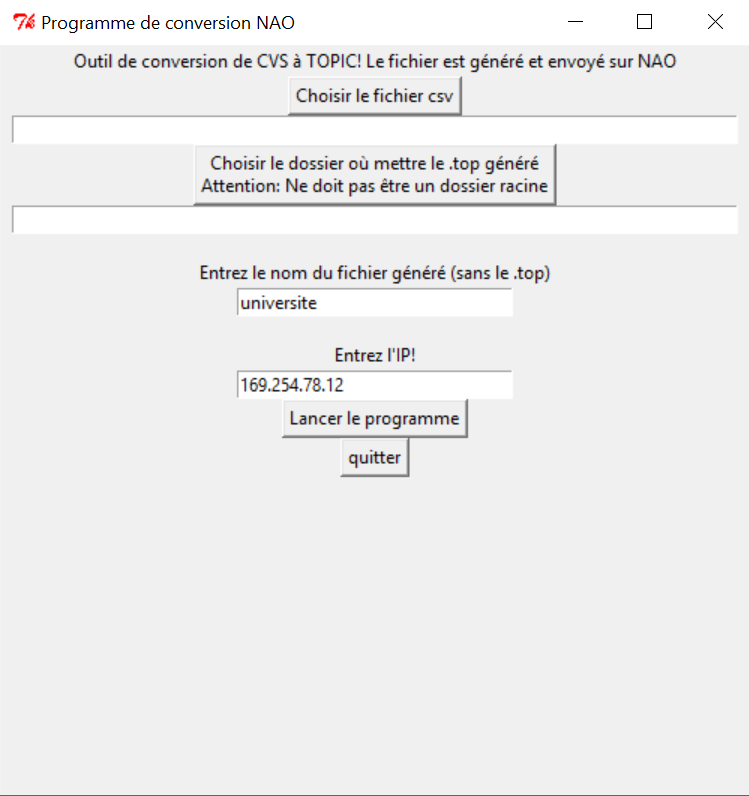 Programme de conversion NAO
Outil de conversion de CVS à TOPIC! Le fichier est généré et envoyé sur NAO
Choisir le fichier csv
Choisir le dossier où mettre le .top généré
Attention: Ne doit pas être un dossier racine
Entrez le nom du fichier généré (sans le .top)
universite
Entrez l'IP!
169.254.78.12
Lancer le programme
quitter